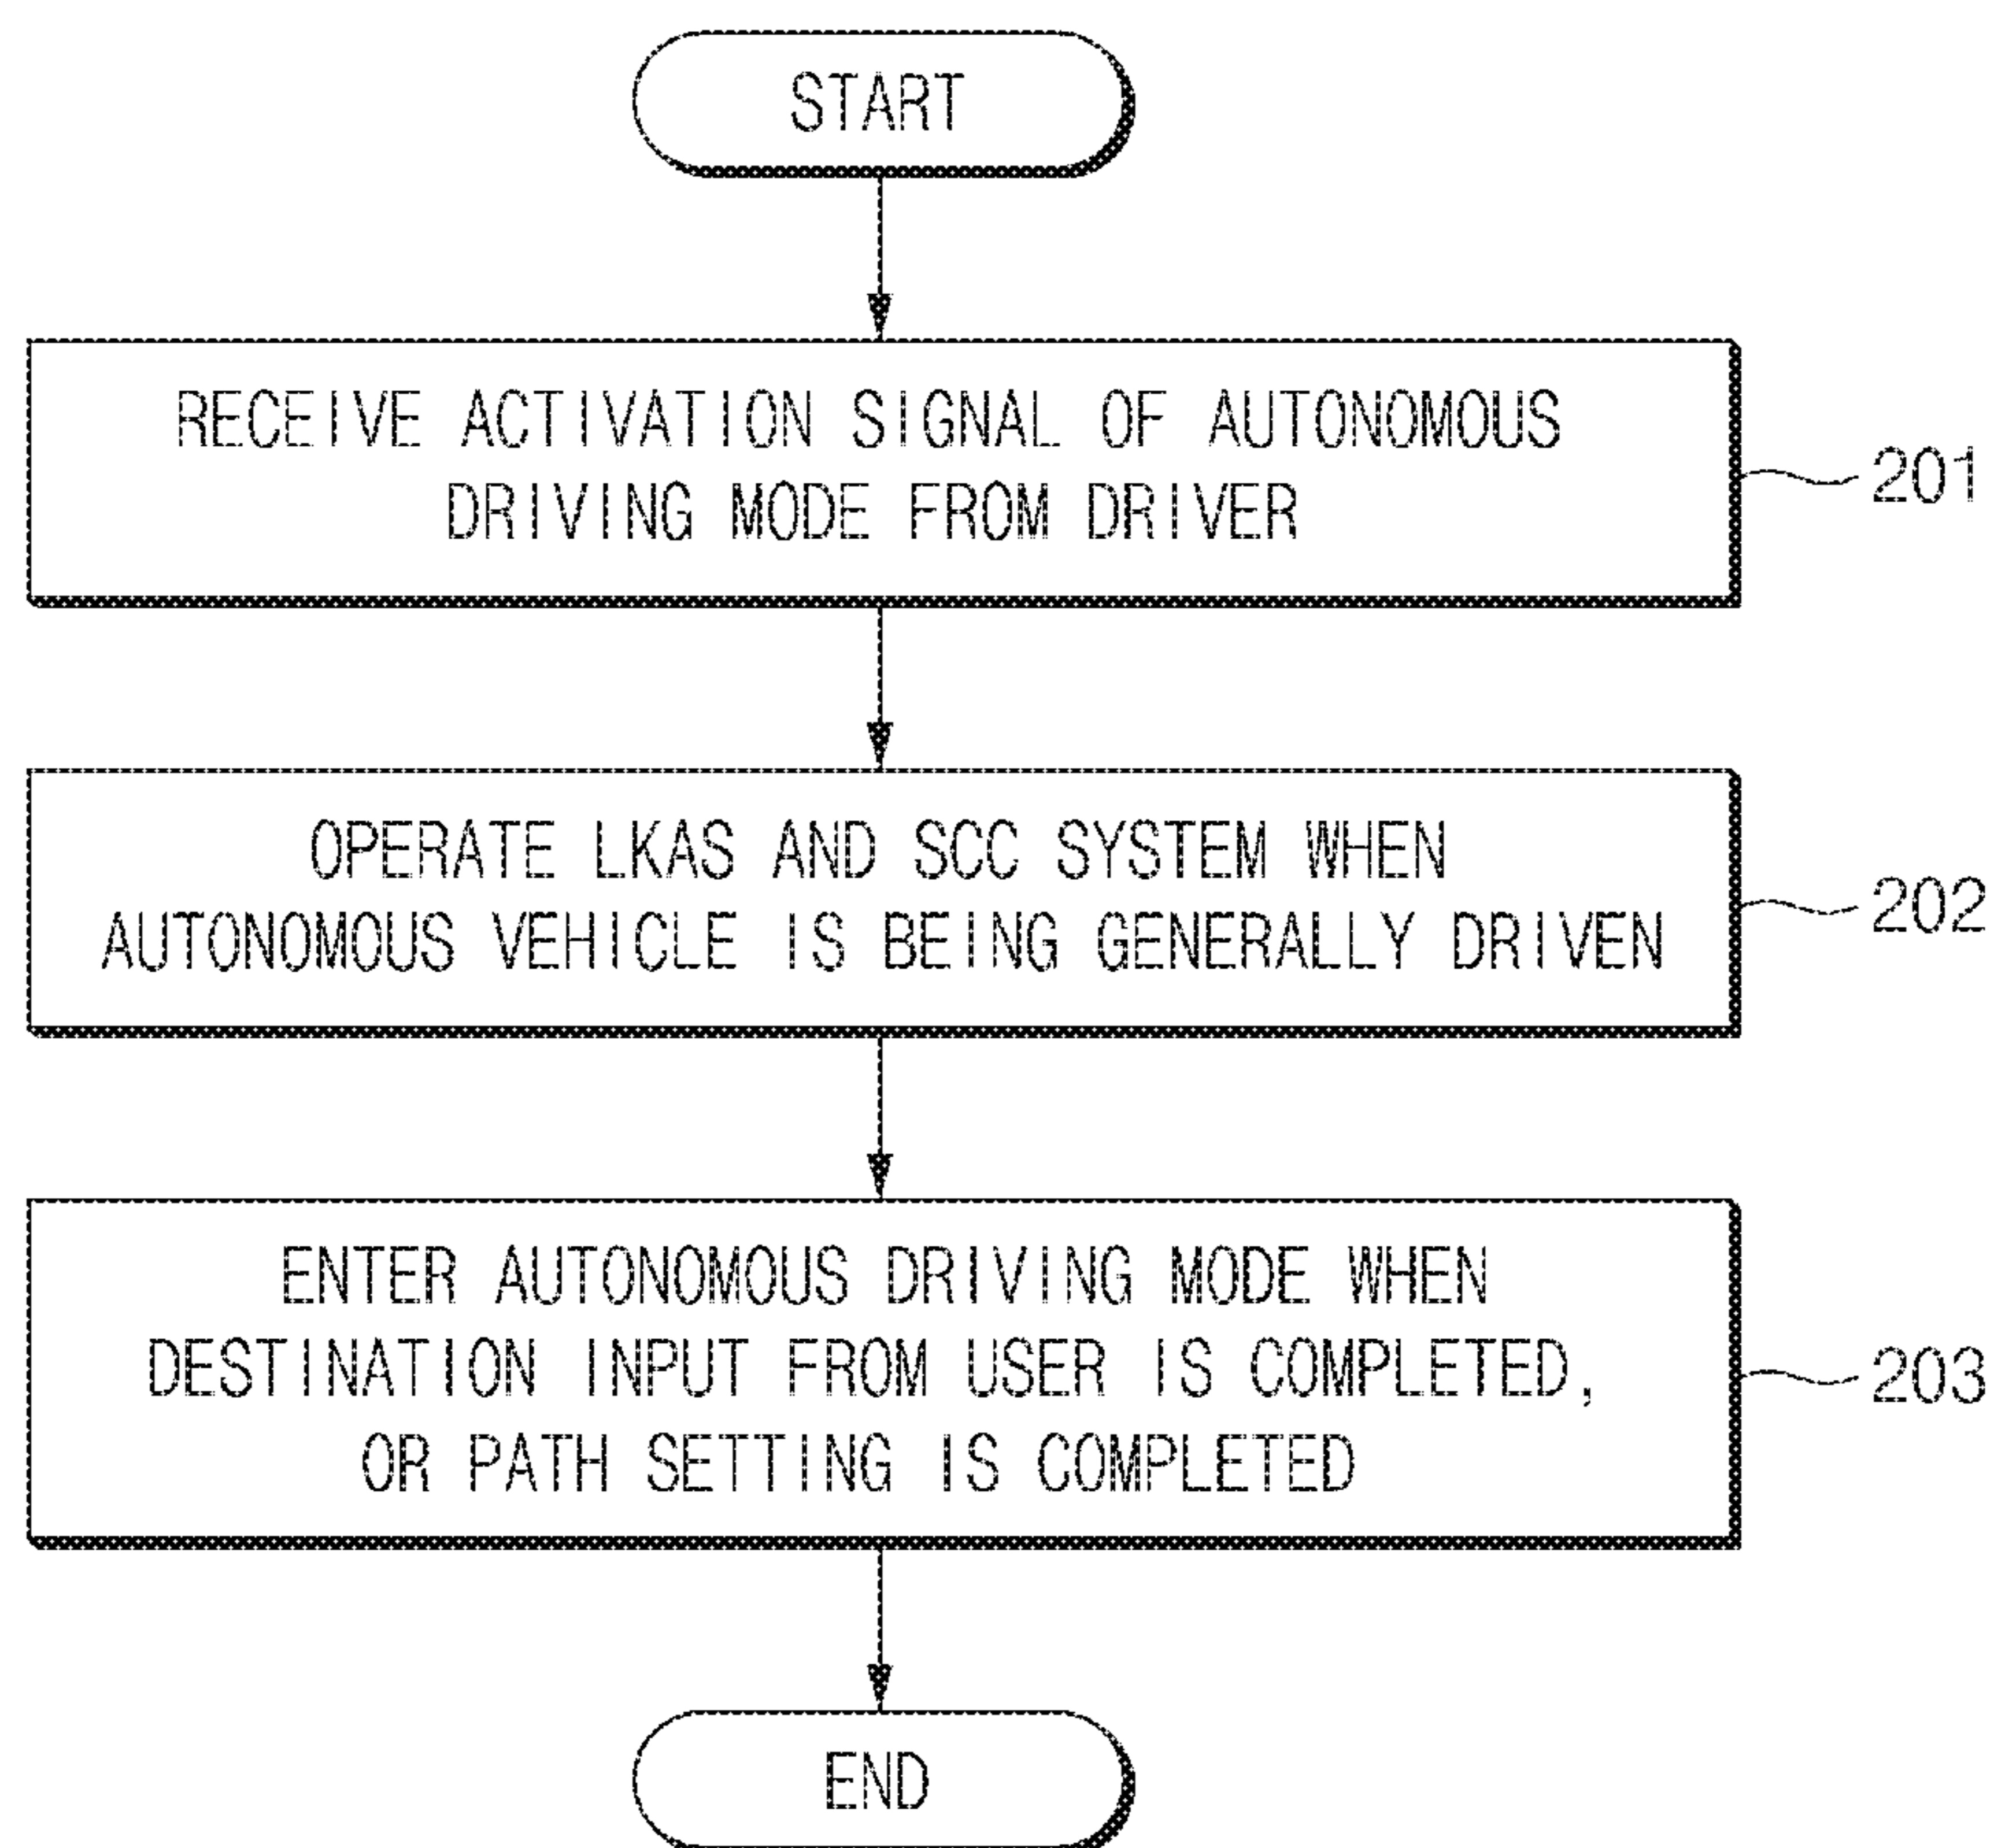 START
RECEIVE ACTIVATION SIGNAL OF AUTONOMOUS
DRIVING MODE FROM DRIVER
201
OPERATE LKAS AND SCC SYSTEM WHEN
AUTONOMOUS VEHICLE IS BEING GENERALLY DRIVEN
202
ENTER AUTONOMOUS DRIVING MODE WHEN
DESTINATION INPUT FROM USER IS COMPLETED,
OR PATH SETTING IS COMPLETED
203
END